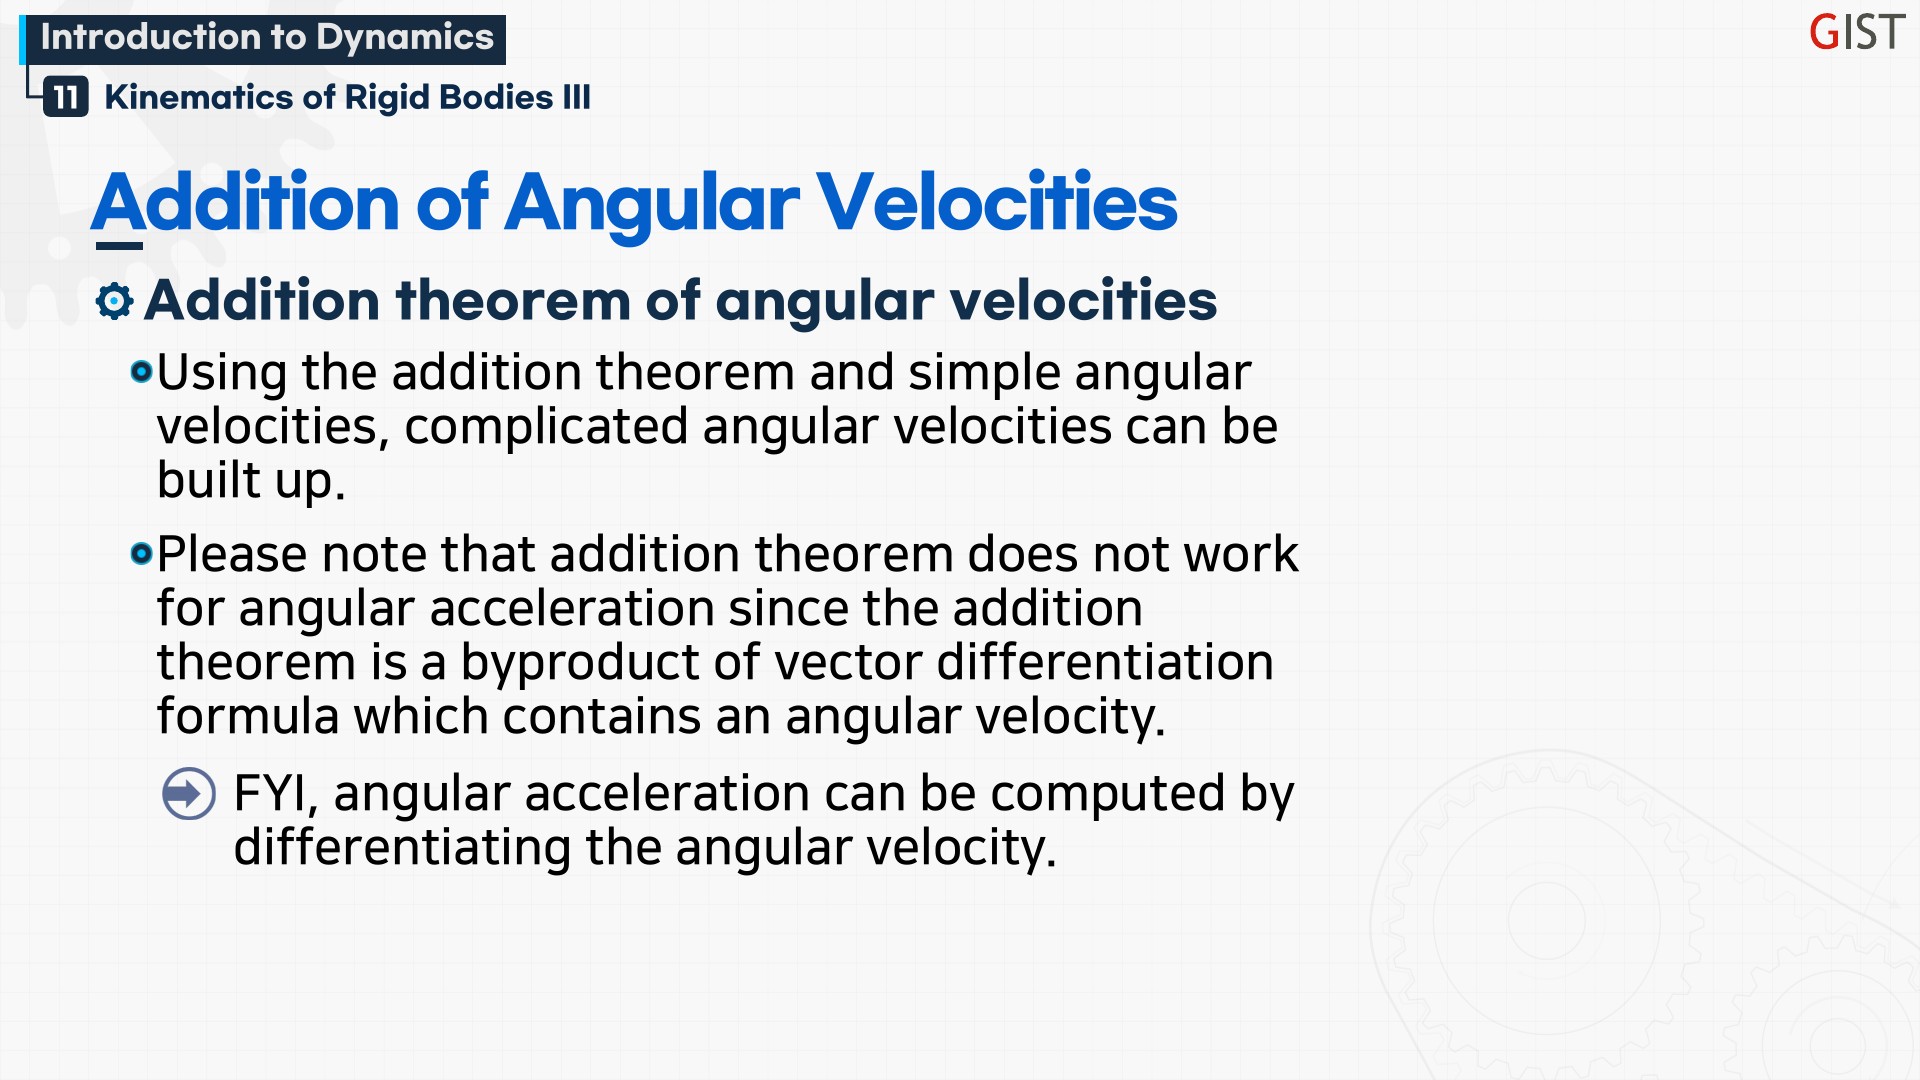 Introduction to Dynamics
GIST
11 Kinematics of Rigid Bodies III
Addition of Angular Velocities
Addition theorem of angular velocities
Using the addition theorem and simple angular
velocities, complicated angular velocities can be
built up.
Please note that addition theorem does not work
for angular acceleration since the addition
theorem is a byproduct of vector differentiation
formula which contains an angular velocity.
FYI, angular acceleration can be computed by
differentiating the angular velocity.